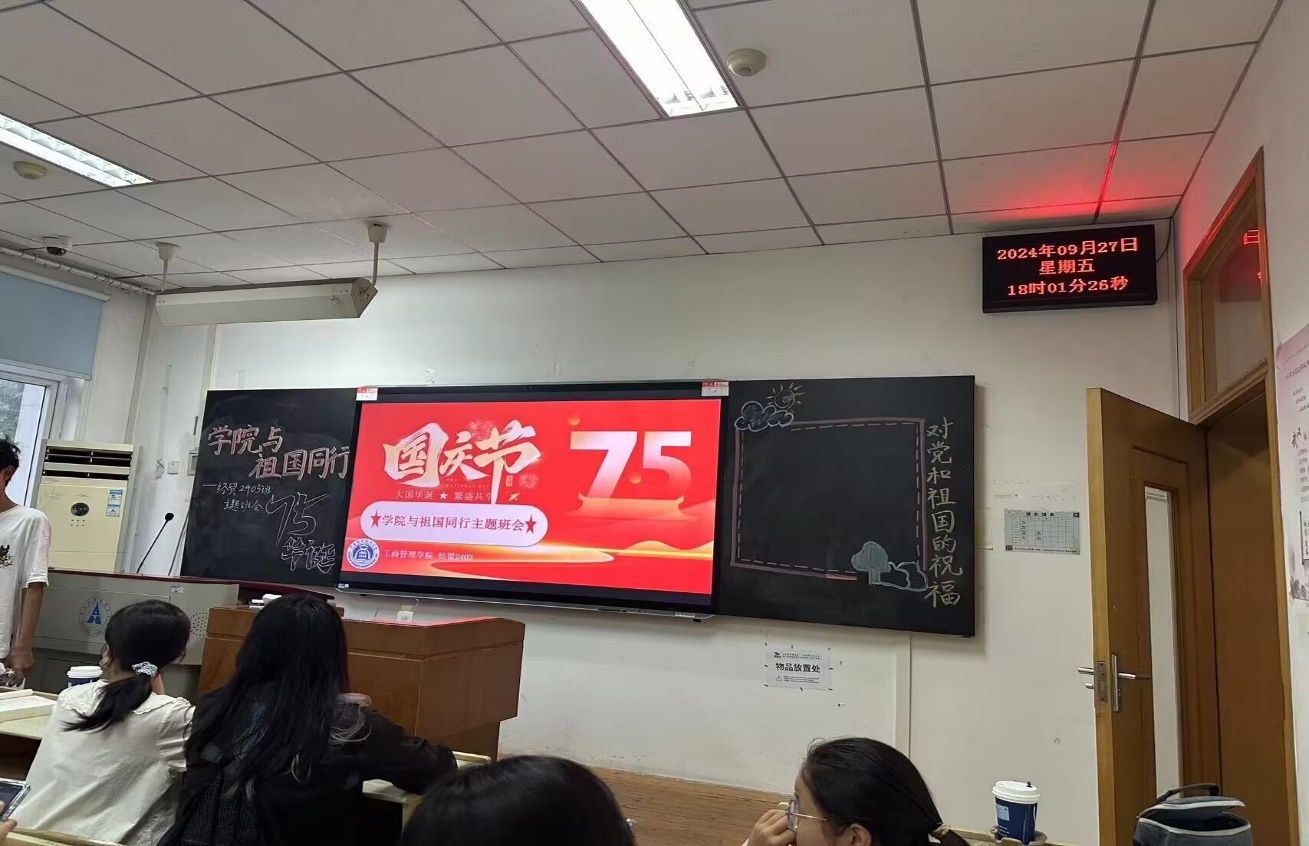 2024年09月27日
星期五
18时01分26秒
学院与
祖国同行
——经贸2403班
主题班会
75
国庆节
75
大国华诞 ★ 繁盛共享
学院与祖国同行主题班会
工商管理学院 经贸2403
对党和祖国的祝福
物品放置处